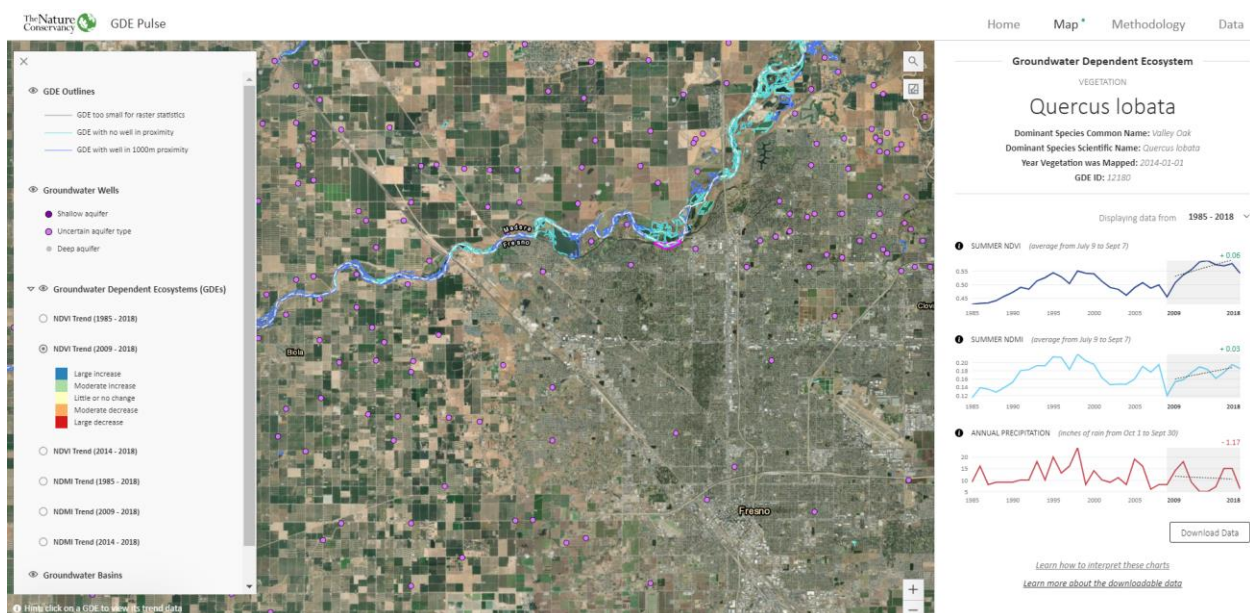 The Nature
Conservancy
GDE Pulse
Home
Map
Methodology
Data
GDE Outlines
GDE too small for raster statistics
GDE with no well in proximity
GDE with well in 1000m proximity
Groundwater Wells
Shallow aquifer
Uncertain aquifer type
Deep aquifer
Groundwater Dependent Ecosystems (GDEs)
NDVI Trend (1985 - 2018)
NDVI Trend (2009 - 2018)
Large increase
Moderate increase
Little or no change
Moderate decrease
Large decrease
NDVI Trend (2014 - 2018)
NDMI Trend (1985 - 2018)
NDMI Trend (2009 - 2018)
NDMI Trend (2014 - 2018)
Groundwater Basins
Hint: click on a GDE to view its trend data
Madera
Fresno
Biola
Fresno
Groundwater Dependent Ecosystem
VEGETATION
Quercus lobata
Dominant Species Common Name: Valley Oak
Dominant Species Scientific Name: Quercus lobata
Year Vegetation was Mapped: 2014-01-01
GDE ID: 12180
Displaying data from 1985 - 2018
SUMMER NDVI (average from July 9 to Sept 7)
+ 0.06
0.55
0.50
0.45
1985 1990 1995 2000 2005 2009 2018
SUMMER NDMI (average from July 9 to Sept 7)
+ 0.03
0.20
0.18
0.16
0.14
0.12
1985 1990 1995 2000 2005 2009 2018
ANNUAL PRECIPITATION (inches of rain from Oct 1 to Sept 30)
- 1.17
20
15
10
5
1985 1990 1995 2000 2005 2009 2018
Download Data
Learn how to interpret these charts
Learn more about the downloadable data